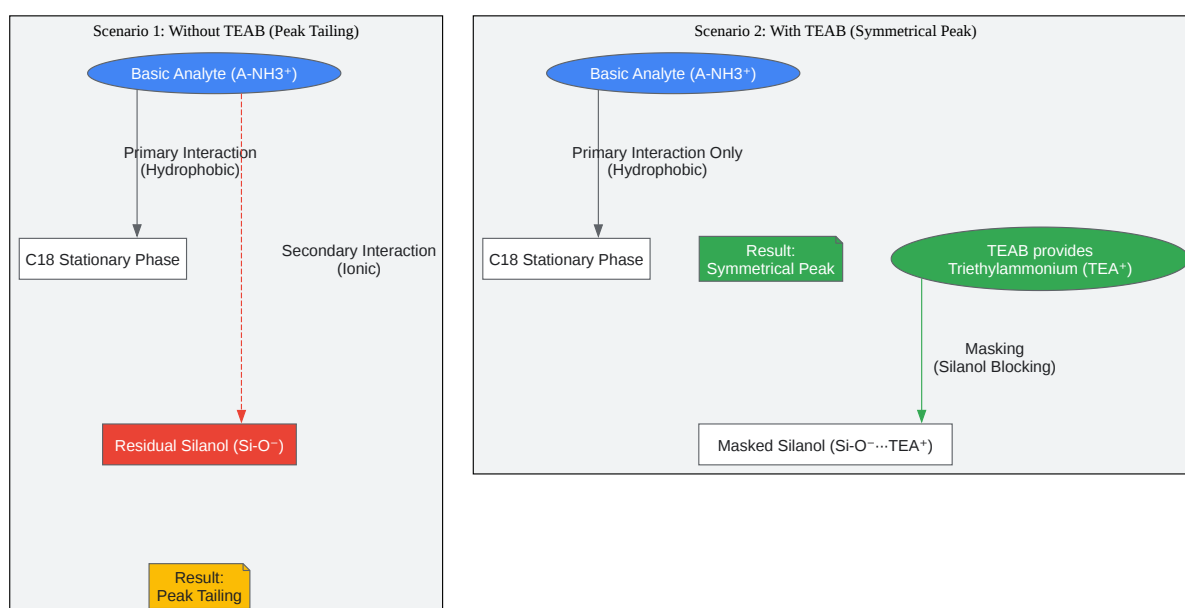 Scenario 1: Without TEAB (Peak Tailing)
Basic Analyte (A-NH3⁺)
Primary Interaction
(Hydrophobic)
C18 Stationary Phase
Secondary Interaction
(Ionic)
Residual Silanol (Si-O⁻)
Result:
Peak Tailing
Scenario 2: With TEAB (Symmetrical Peak)
Basic Analyte (A-NH3⁺)
Primary Interaction Only
(Hydrophobic)
C18 Stationary Phase
Result:
Symmetrical Peak
TEAB provides
Triethylammonium (TEA⁺)
Masking
(Silanol Blocking)
Masked Silanol (Si-O⁻···TEA⁺)